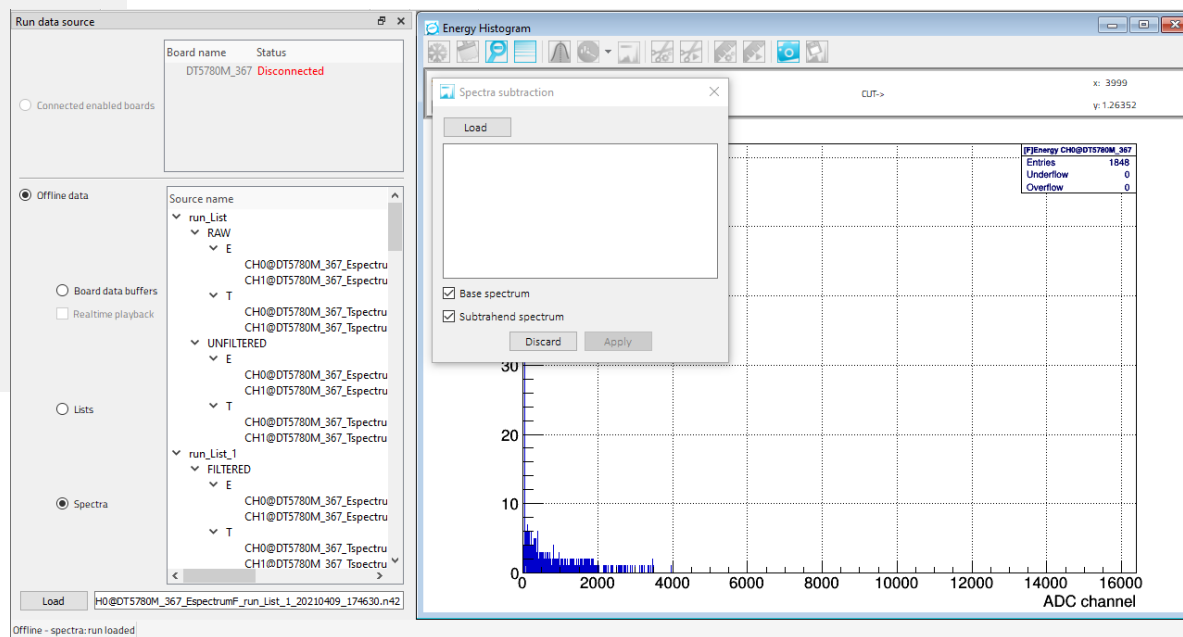 Run data source
Board name Status
DT5780M_367 Disconnected
Connected enabled boards
Offline data
Source name
run_List
RAW
E
CH0@DT5780M_367_Espectru
CH1@DT5780M_367_Espectru
T
CH0@DT5780M_367_Tspectru
CH1@DT5780M_367_Tspectru
UNFILTERED
E
CH0@DT5780M_367_Espectru
CH1@DT5780M_367_Espectru
T
CH0@DT5780M_367_Tspectru
CH1@DT5780M_367_Tspectru
run_List_1
FILTERED
E
CH0@DT5780M_367_Espectru
CH1@DT5780M_367_Espectru
T
CH0@DT5780M_367_Tspectru
CH1@DT5780M_367_Tspectru
Board data buffers
Realtime playback
Lists
Spectra
Load H0@DT5780M_367_EspectrumF_run_List_1_20210409_174630.n42
Offline - spectra: run loaded
Energy Histogram
CUT->
x: 3999
y: 1.26352
Spectra subtraction
Load
Base spectrum
Subtrahend spectrum
Discard Apply
[F]Energy CH0@DT5780M_367
Entries 1848
Underflow 0
Overflow 0
30
20
10
0
0 2000 4000 6000 8000 10000 12000 14000 16000
ADC channel